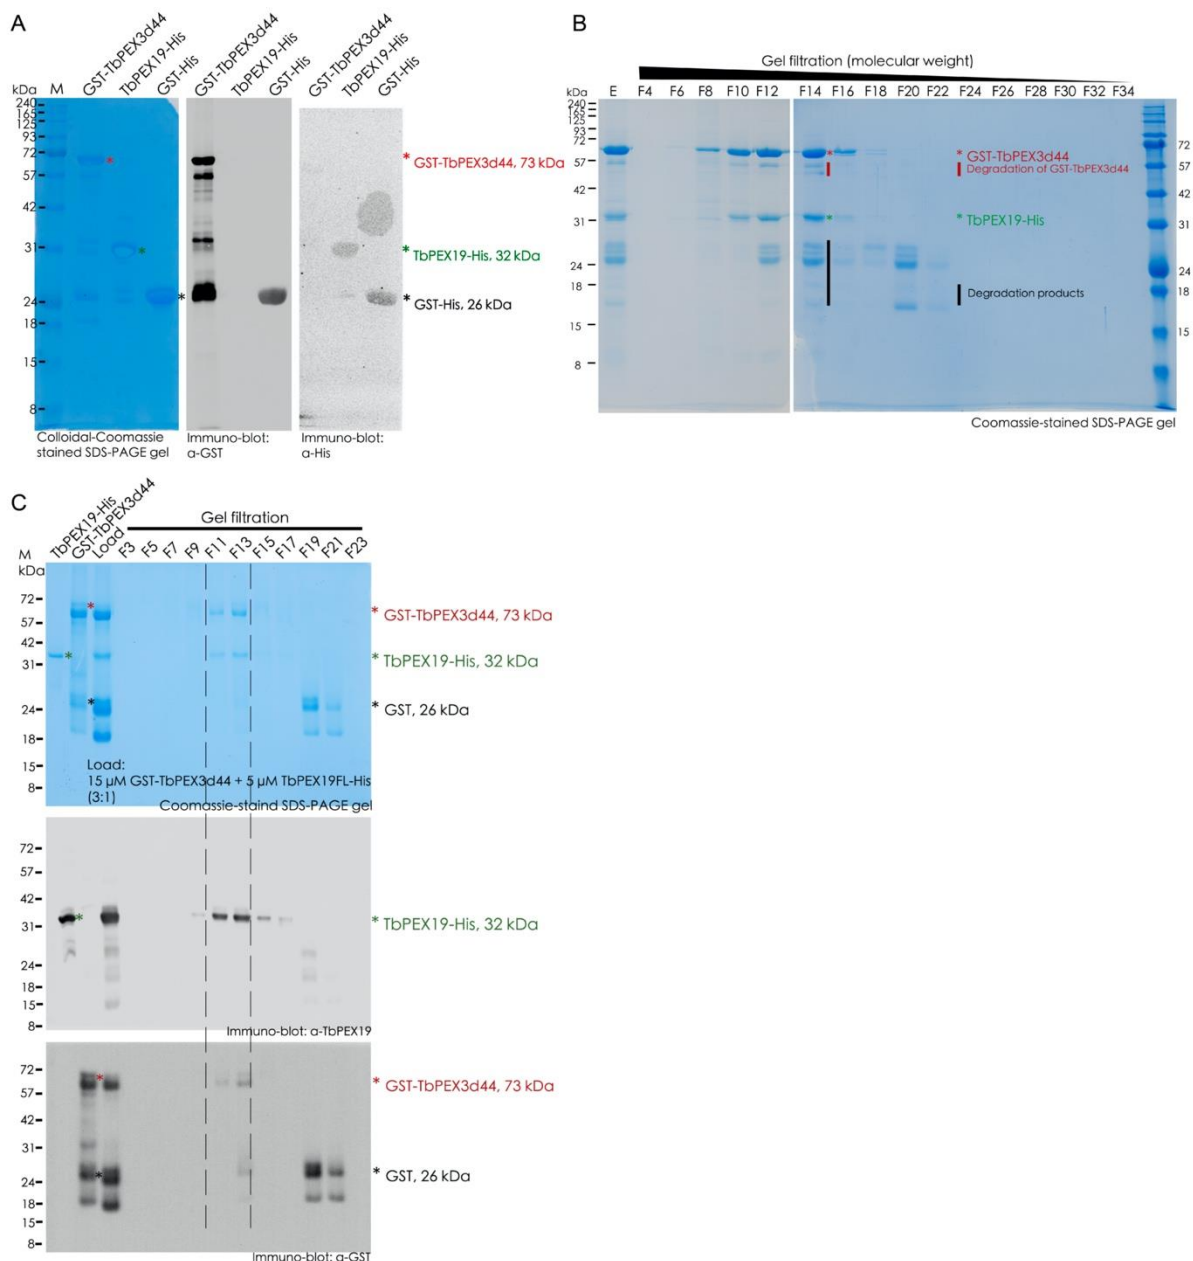 A
GST-TbPEX3d44
TbPEX19-His
GST-His
GST-TbPEX3d44
TbPEX19-His
GST-His
GST-TbPEX3d44
TbPEX19-His
GST-His
kDa M
240
165
125
93
72
57
42
31
24
18
15
8
* GST-TbPEX3d44, 73 kDa
* TbPEX19-His, 32 kDa
* GST-His, 26 kDa
Colloidal-Coomassie
stained SDS-PAGE gel
Immuno-blot:
a-GST
Immuno-blot:
a-His
B
Gel filtration (molecular weight)
kDa E F4 F6 F8 F10 F12 F14 F16 F18 F20 F22 F24 F26 F28 F30 F32 F34
240
165
125
93
72
57
42
31
24
18
15
8
* GST-TbPEX3d44
Degradation of GST-TbPEX3d44
* TbPEX19-His
Degradation products
72
57
42
31
24
18
15
Coomassie-stained SDS-PAGE gel
C
TbPEX19-His
GST-TbPEX3d44
Load
Gel filtration
F3 F5 F7 F9 F11 F13 F15 F17 F19 F21 F23
M
kDa
72
57
42
31
24
18
15
8
* GST-TbPEX3d44, 73 kDa
* TbPEX19-His, 32 kDa
* GST, 26 kDa
Load:
15 µM GST-TbPEX3d44 + 5 µM TbPEX19FL-His
(3:1)
Coomassie-staind SDS-PAGE gel
72
57
42
31
24
18
15
8
* TbPEX19-His, 32 kDa
Immuno-blot: a-TbPEX19
72
57
42
31
24
18
15
8
* GST-TbPEX3d44, 73 kDa
* GST, 26 kDa
Immuno-blot: a-GST